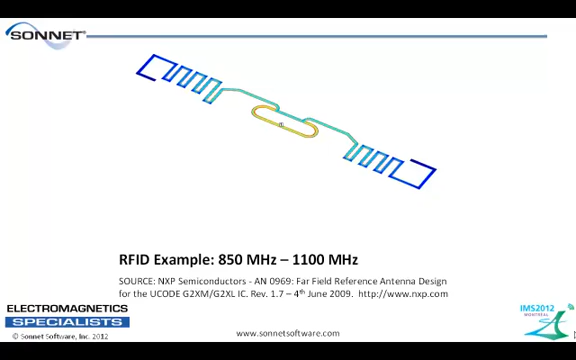 SONNET®
RFID Example: 850 MHz – 1100 MHz
SOURCE: NXP Semiconductors - AN 0969: Far Field Reference Antenna Design
for the UCODE G2XM/G2XL IC. Rev. 1.7 – 4th June 2009. http://www.nxp.com
ELECTROMAGNETICS
SPECIALISTS
© Sonnet Software, Inc. 2012
www.sonnetsoftware.com
IMS2012
MONTREAL